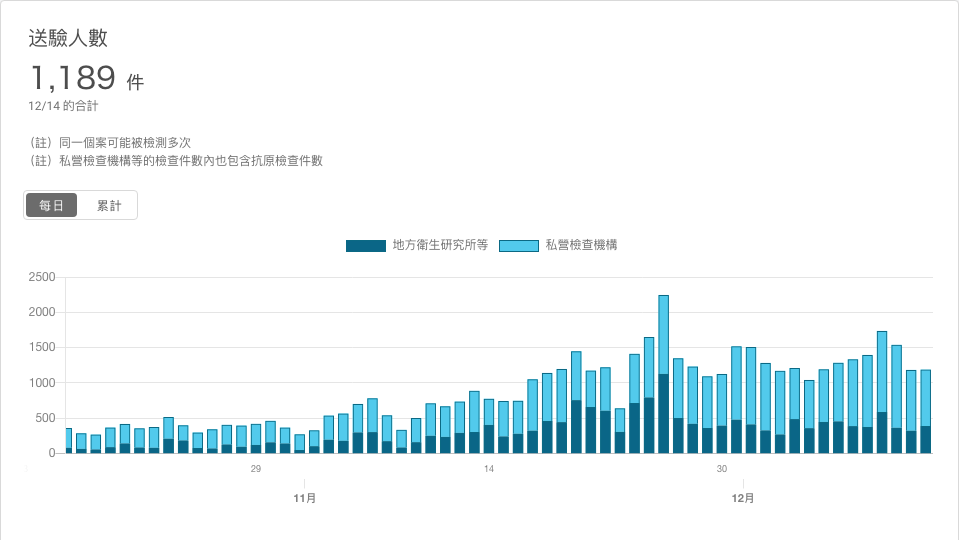 送驗人數
1,189 件
12/14 的合計
（註）同一個案可能被檢測多次
（註）私營檢查機構等的檢查件數內也包含抗原檢查件數
每日 累計
地方衛生研究所等 私營檢查機構
2500
2000
1500
1000
500
0
29 14 30
11月 12月